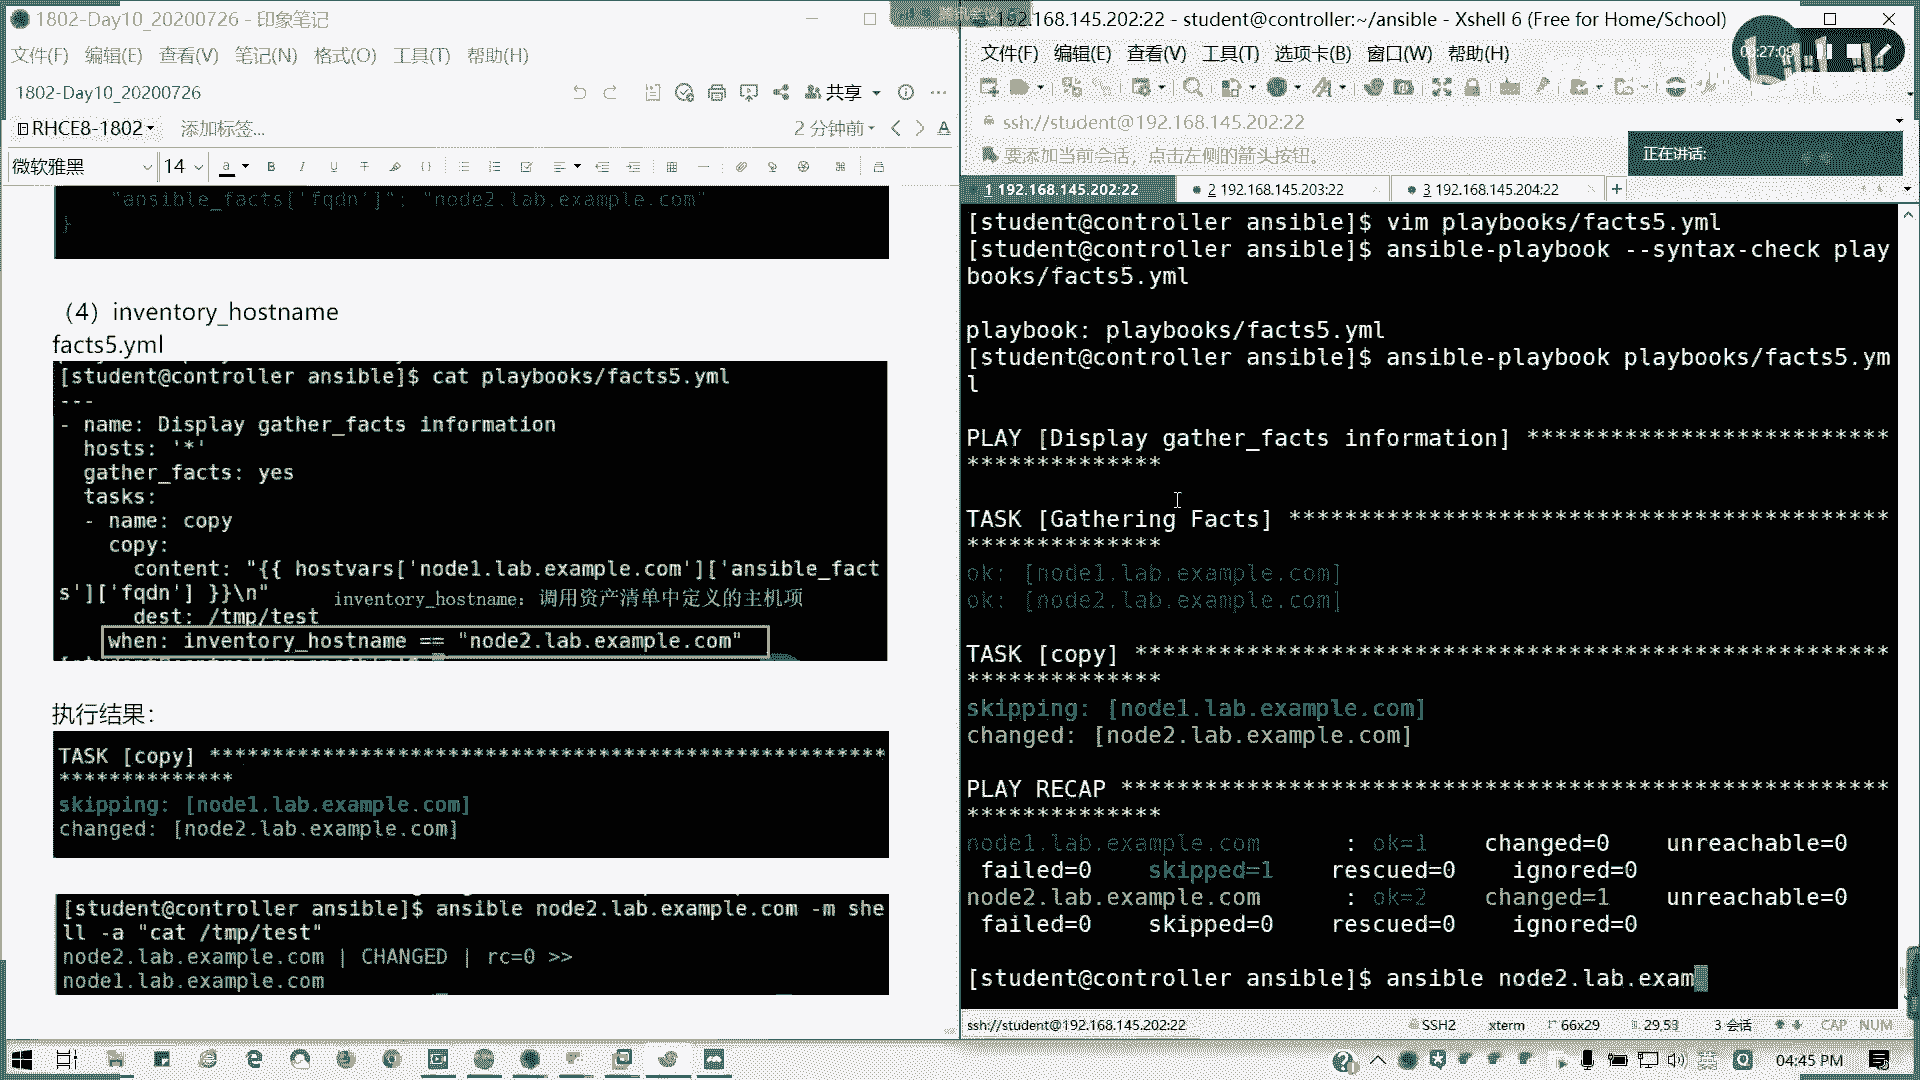 1802-Day10_20200726 - 印象笔记
文件(F) 编辑(E) 查看(V) 笔记(N) 格式(O) 工具(T) 帮助(H)
1802-Day10_20200726
共享
RHCE8-1802
添加标签...
2 分钟前
微软雅黑
14
"ansible_facts['fqdn']": "node2.lab.example.com"
}
（4）inventory_hostname
facts5.yml
[student@controller ansible]$ cat playbooks/facts5.yml
---
- name: Display gather_facts information
hosts: '*'
gather_facts: yes
tasks:
- name: copy
copy:
content: "{{ hostvars['node1.lab.example.com']['ansible_fact
s']['fqdn'] }}\n"
inventory_hostname: 调用资产清单中定义的主机项
dest: /tmp/test
when: inventory_hostname == "node2.lab.example.com"
执行结果：
TASK [copy] ******************************************************
**************
skipping: [node1.lab.example.com]
changed: [node2.lab.example.com]
[student@controller ansible]$ ansible node2.lab.example.com -m she
ll -a "cat /tmp/test"
node2.lab.example.com | CHANGED | rc=0 >>
node1.lab.example.com
192.168.145.202:22 - student@controller:~/ansible - Xshell 6 (Free for Home/School)
文件(F) 编辑(E) 查看(V) 工具(T) 选项卡(B) 窗口(W) 帮助(H)
ssh://student@192.168.145.202:22
要添加当前会话，点击左侧的箭头按钮。
正在讲话:
1 192.168.145.202:22
2 192.168.145.203:22
3 192.168.145.204:22
[student@controller ansible]$ vim playbooks/facts5.yml
[student@controller ansible]$ ansible-playbook --syntax-check play
books/facts5.yml
playbook: playbooks/facts5.yml
[student@controller ansible]$ ansible-playbook playbooks/facts5.ym
l
PLAY [Display gather_facts information] **************************
**************
TASK [Gathering Facts] *******************************************
**************
ok: [node1.lab.example.com]
ok: [node2.lab.example.com]
TASK [copy] ******************************************************
**************
skipping: [node1.lab.example.com]
changed: [node2.lab.example.com]
PLAY RECAP *******************************************************
**************
node1.lab.example.com : ok=1 changed=0 unreachable=0
failed=0 skipped=1 rescued=0 ignored=0
node2.lab.example.com : ok=2 changed=1 unreachable=0
failed=0 skipped=0 rescued=0 ignored=0
[student@controller ansible]$ ansible node2.lab.exam
ssh://student@192.168.145.202:22
SSH2
xterm
66x29
29,53
3 会话
CAP NUM
04:45 PM